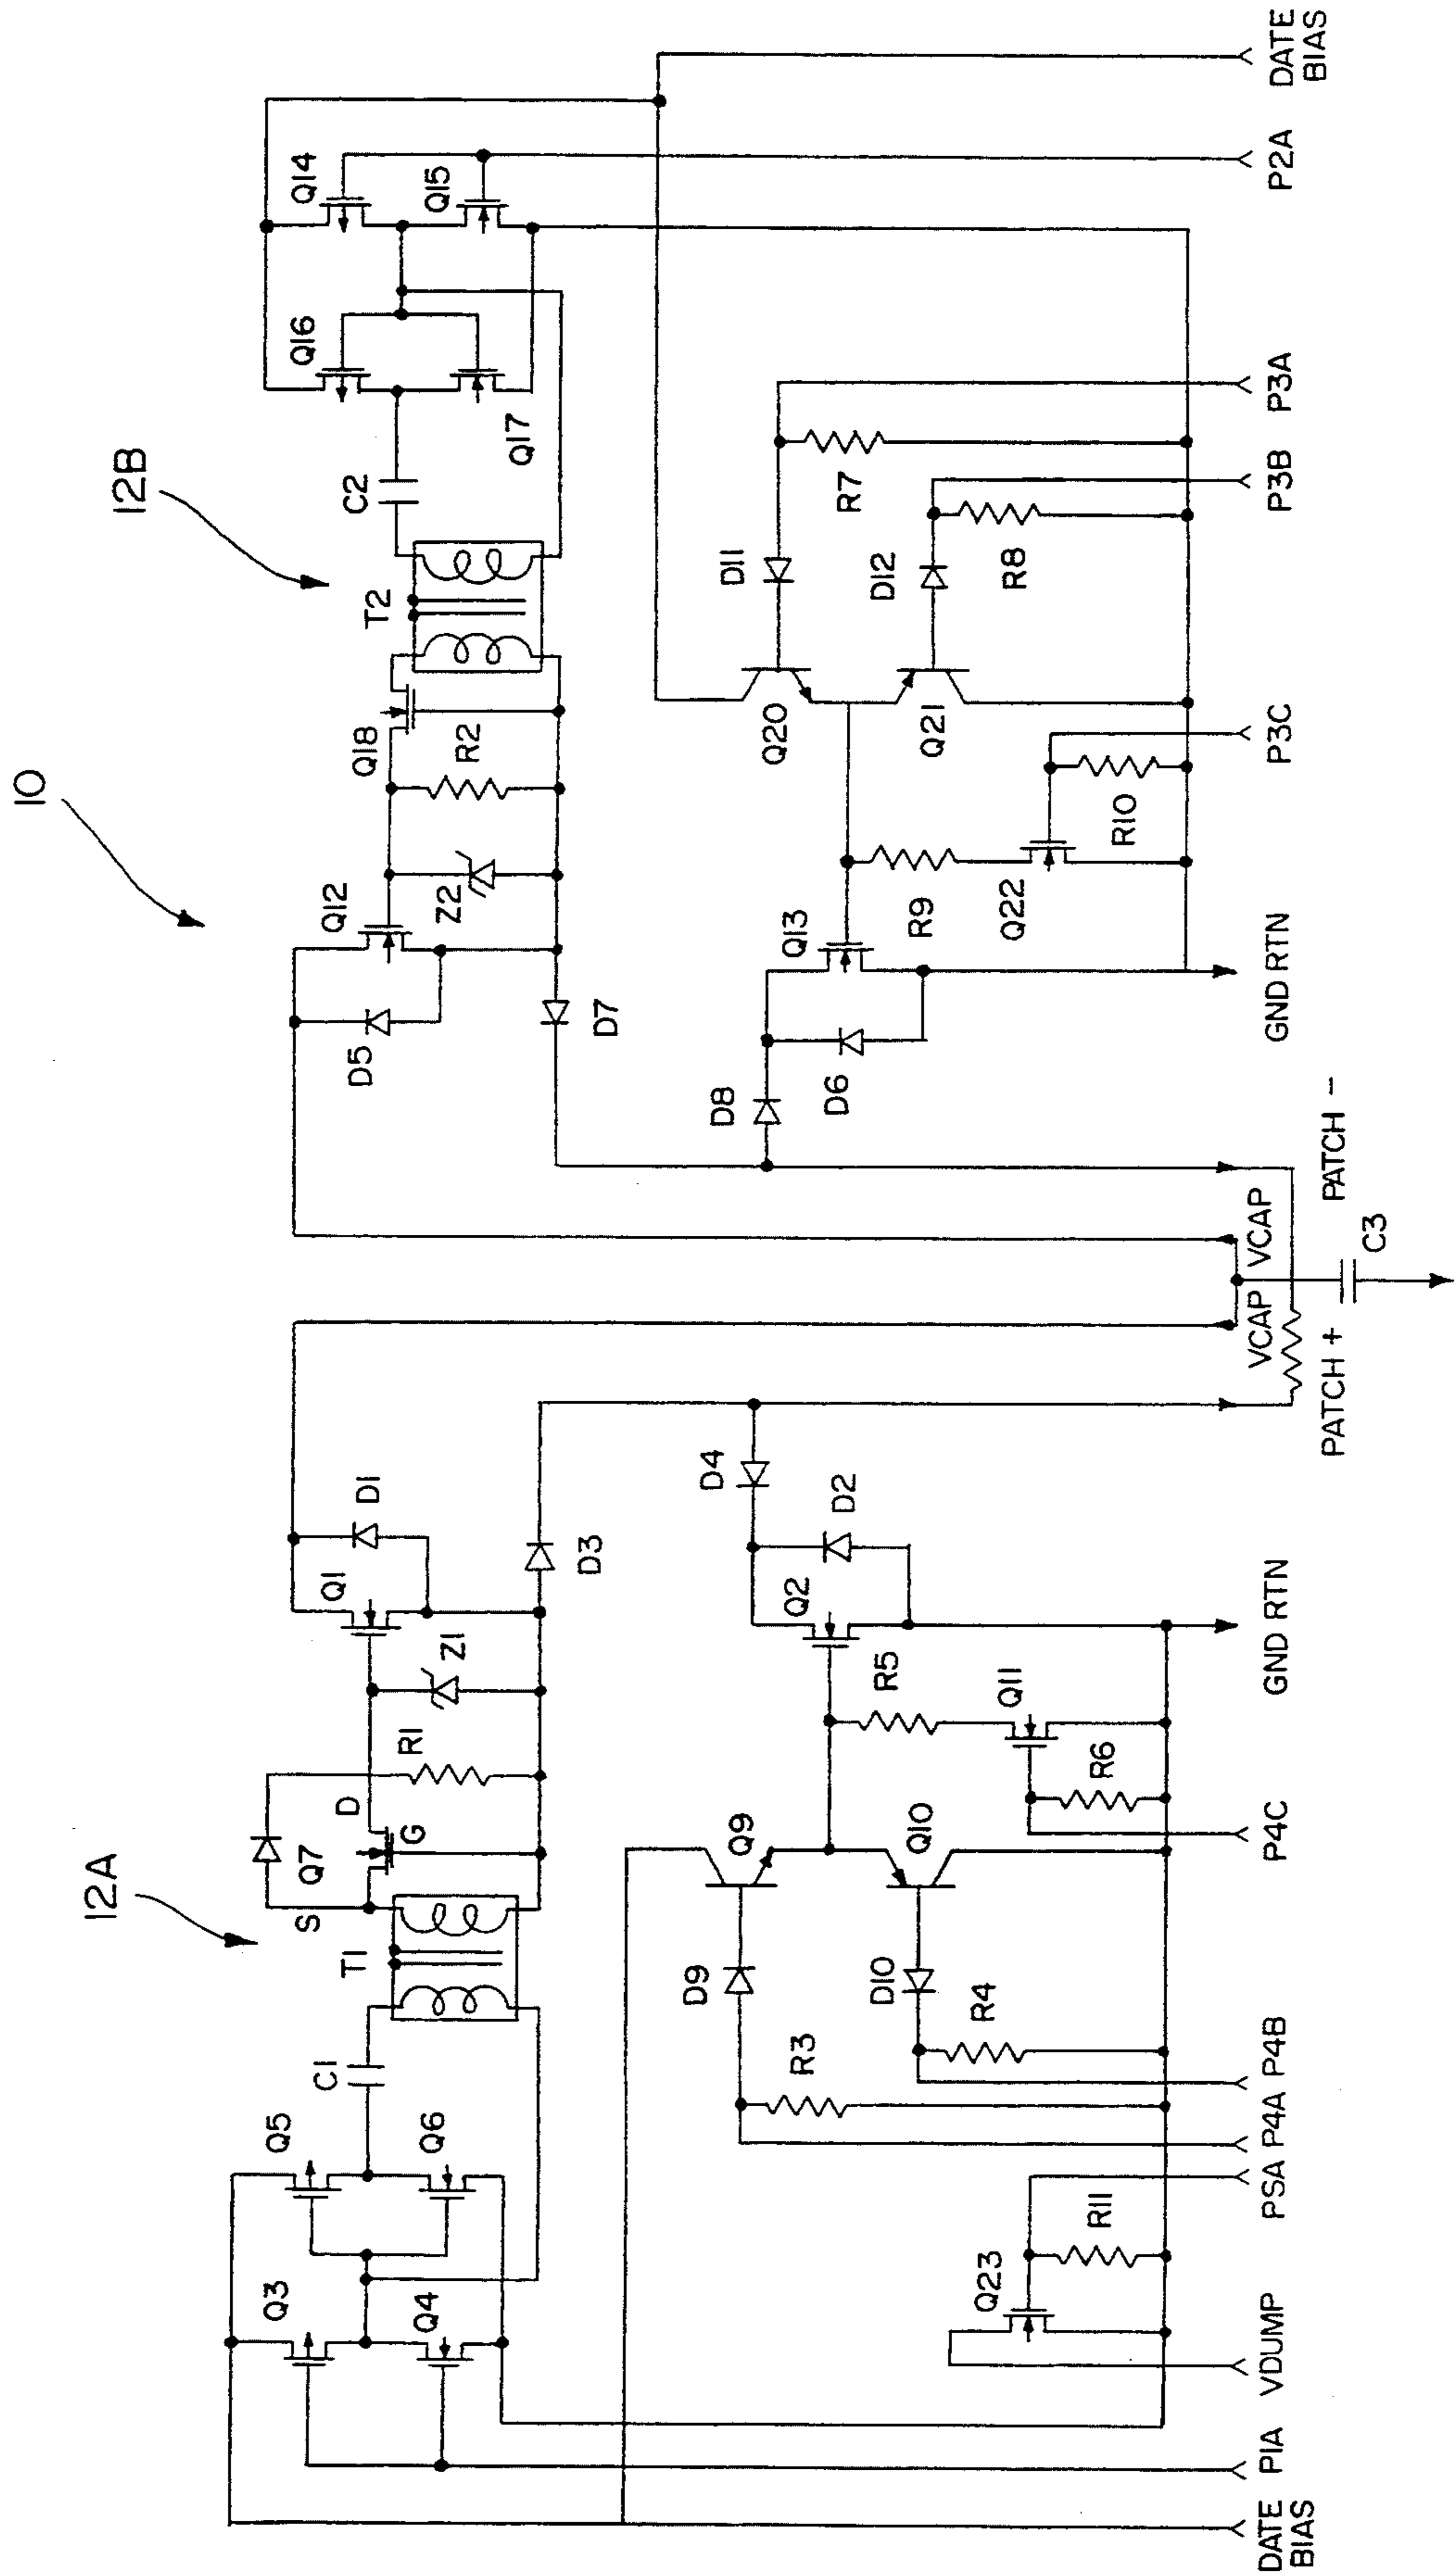 10
12A
12B
Q3
Q5
C1
T1
S
Q7
D
G
R1
Z1
Q1
D1
Q4
Q6
D3
D5
Q12
Z2
R2
Q18
T2
C2
Q16
Q14
Q17
Q15
D7
D9
Q9
D4
D2
Q2
R5
Q11
R6
Q10
D10
R3
R4
Q23
R11
D8
D6
Q13
R9
Q22
R10
Q20
Q21
D11
D12
R7
R8
DATE
BIAS
P1A
VDUMP
PSA
P4A
P4B
P4C
GND RTN
PATCH +
VCAP
VCAP
PATCH -
C3
GND RTN
P3C
P3B
P3A
P2A
DATE
BIAS